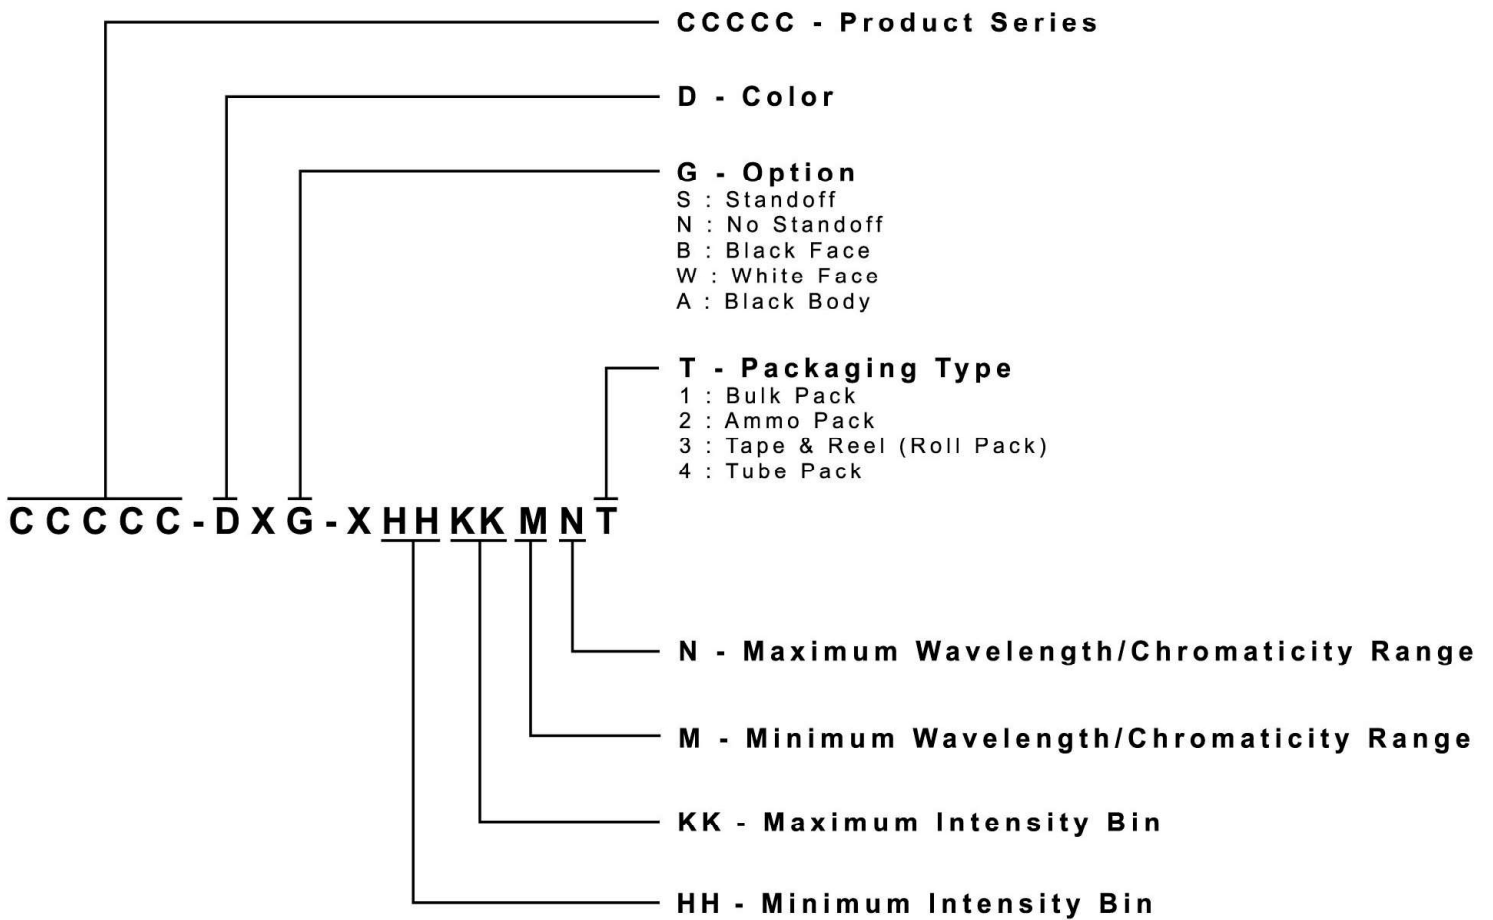 CCCCC - Product Series
D - Color
G - Option
S : Standoff
N : No Standoff
B : Black Face
W : White Face
A : Black Body
T - Packaging Type
1 : Bulk Pack
2 : Ammo Pack
3 : Tape & Reel (Roll Pack)
4 : Tube Pack
CCCCC-DXG-XHHKKMNT
N - Maximum Wavelength/Chromaticity Range
M - Minimum Wavelength/Chromaticity Range
KK - Maximum Intensity Bin
HH - Minimum Intensity Bin